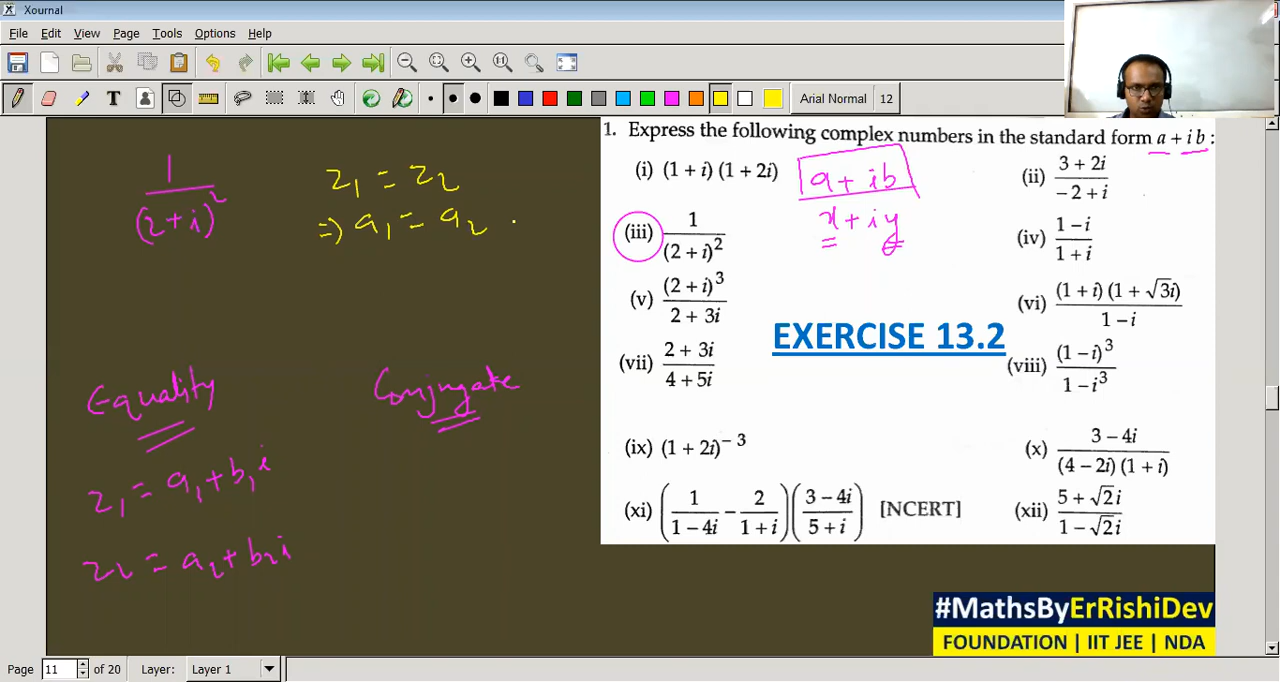 Xournal
File Edit View Page Tools Options Help
Arial Normal 12
1
(2+i)²
z₁ = z₂
=) a₁ = a₂
Equality
z₁ = a₁+b₁i
z₂ = a₂+b₂i
Conjugate
1. Express the following complex numbers in the standard form a + i b :
(i) (1 + i) (1 + 2i)
a + ib
x + iy
(ii) 3 + 2i / -2 + i
(iii) 1 / (2 + i)²
(iv) 1 - i / 1 + i
(v) (2 + i)³ / 2 + 3i
(vi) (1 + i) (1 + √3i) / 1 - i
EXERCISE 13.2
(vii) 2 + 3i / 4 + 5i
(viii) (1 - i)³ / 1 - i³
(ix) (1 + 2i)⁻³
(x) 3 - 4i / (4 - 2i) (1 + i)
(xi) (1 / 1 - 4i - 2 / 1 + i) (3 - 4i / 5 + i) [NCERT]
(xii) 5 + √2i / 1 - √2i
#MathsByErRishiDev
FOUNDATION | IIT JEE | NDA
Page 11 of 20 Layer: Layer 1